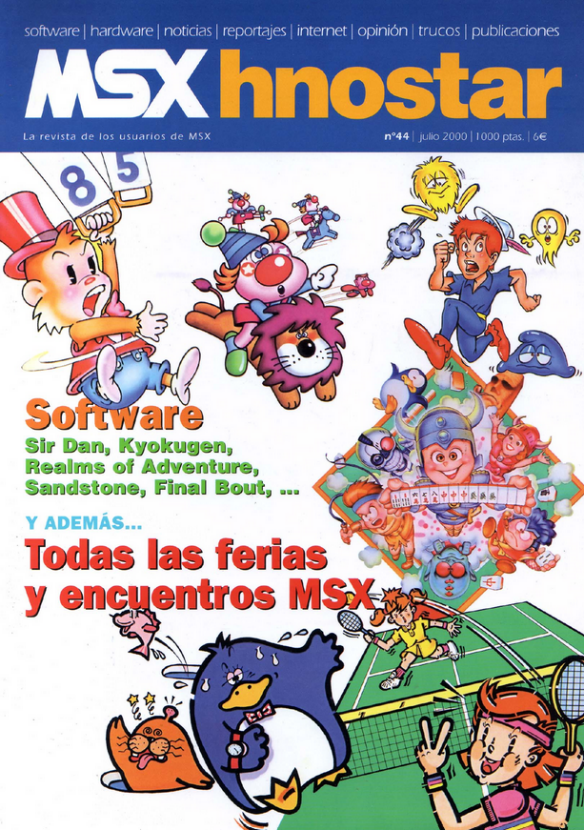 software | hardware | noticias | reportajes | internet | opinión | trucos | publicaciones
MSX hnostar
La revista de los usuarios de MSX
nº44 | julio 2000 | 1000 ptas. | 6€
8 5
Software
Sir Dan, Kyokugen,
Realms of Adventure,
Sandstone, Final Bout, ...
Y ADEMÁS...
Todas las ferias
y encuentros MSX